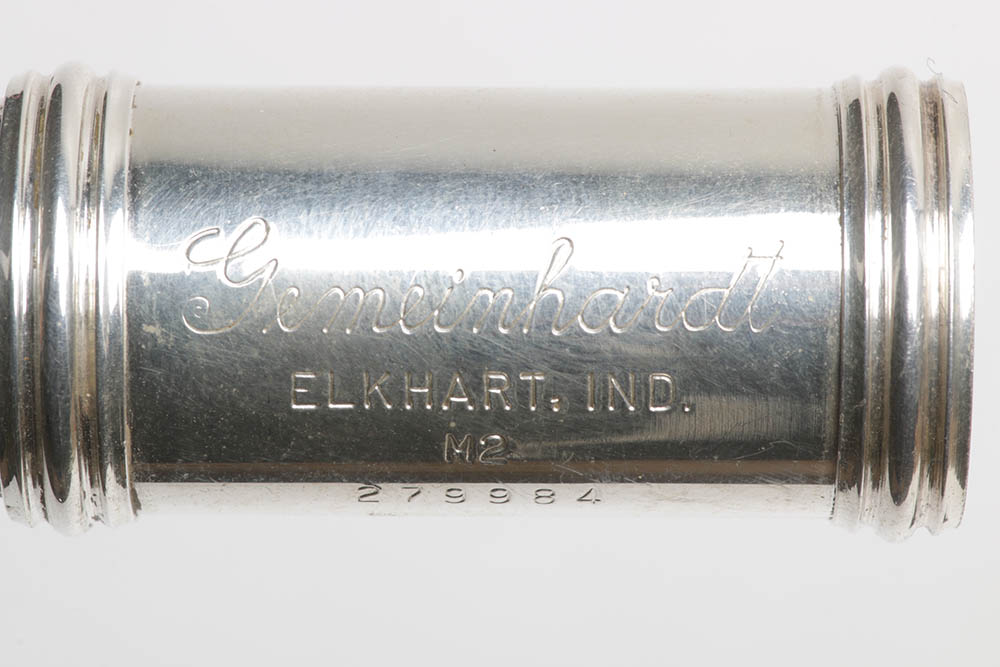 Gemeinhardt
ELKHART, IND.
M2
279984